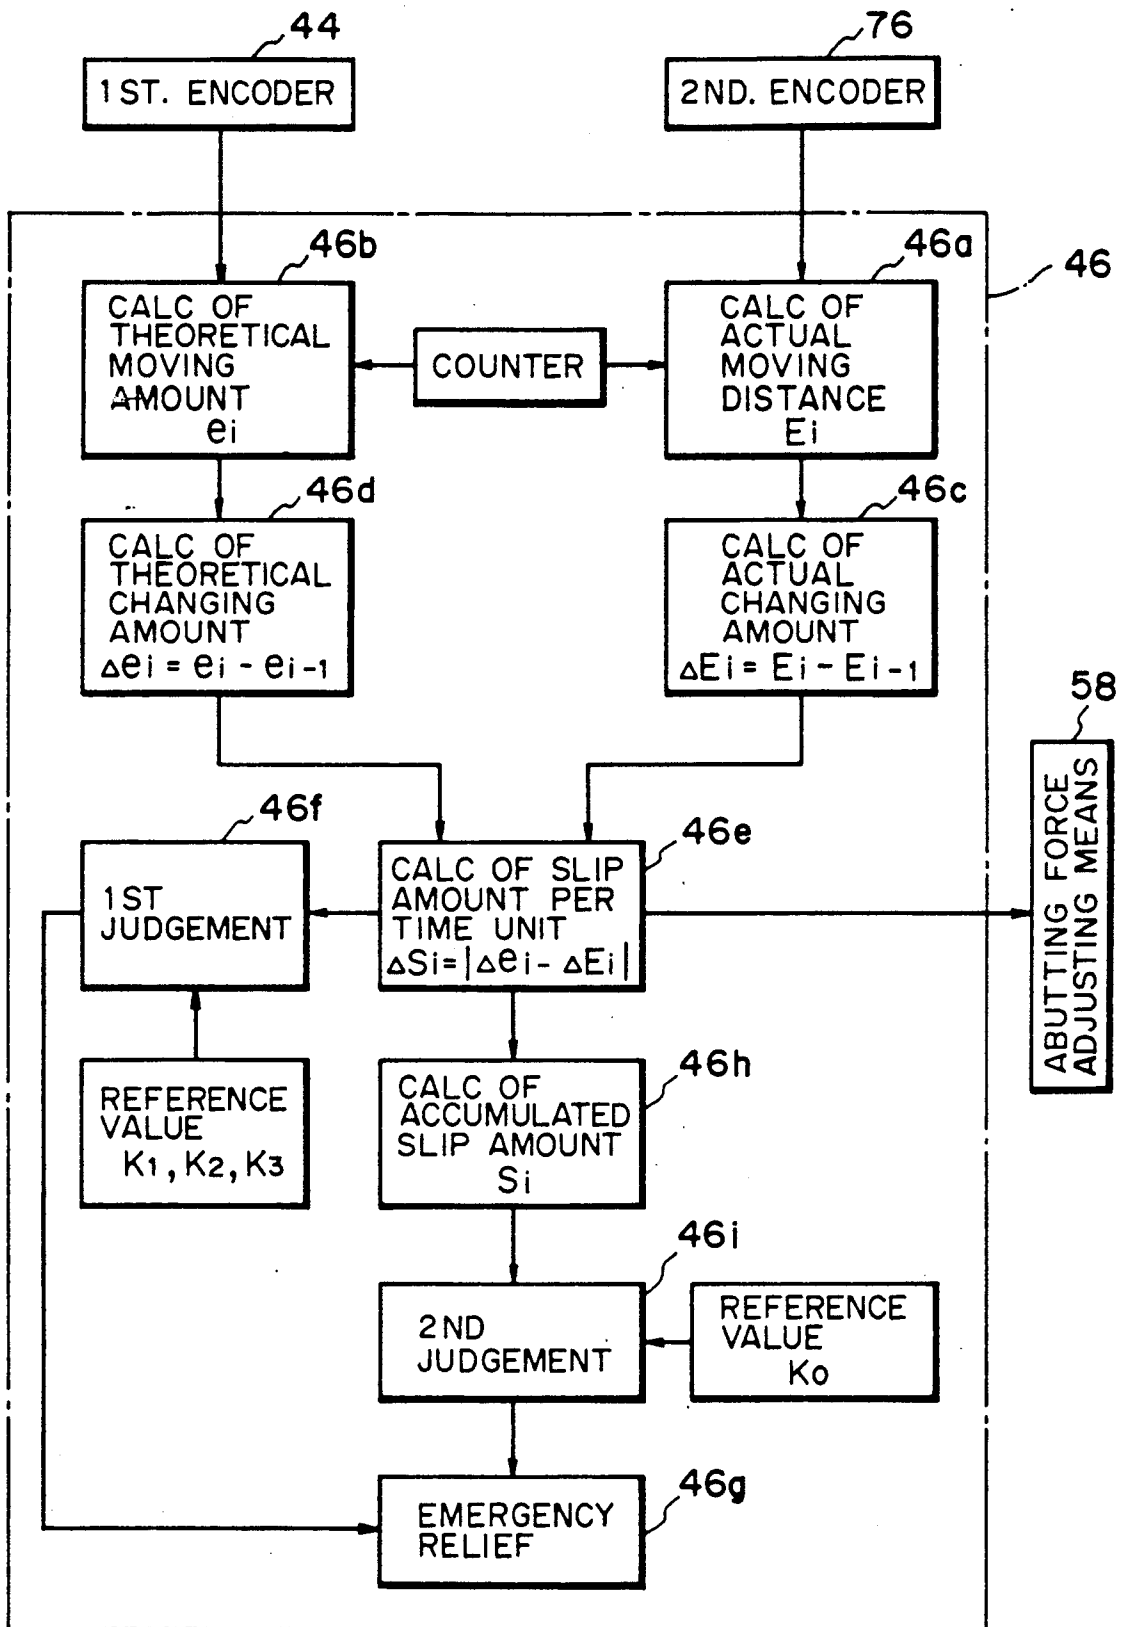 44
76
1ST. ENCODER
2ND. ENCODER
46b
46a
46
CALC OF
THEORETICAL
MOVING
AMOUNT
ei
COUNTER
CALC OF
ACTUAL
MOVING
DISTANCE
Ei
46d
46c
CALC OF
THEORETICAL
CHANGING
AMOUNT
Δei = ei - ei-1
CALC OF
ACTUAL
CHANGING
AMOUNT
ΔEi = Ei - Ei-1
58
ABUTTING FORCE
ADJUSTING MEANS
46f
46e
1ST
JUDGEMENT
CALC OF SLIP
AMOUNT PER
TIME UNIT
ΔSi=|Δei- ΔEi|
REFERENCE
VALUE
K1, K2, K3
46h
CALC OF
ACCUMULATED
SLIP AMOUNT
Si
46i
2ND
JUDGEMENT
REFERENCE
VALUE
Ko
46g
EMERGENCY
RELIEF